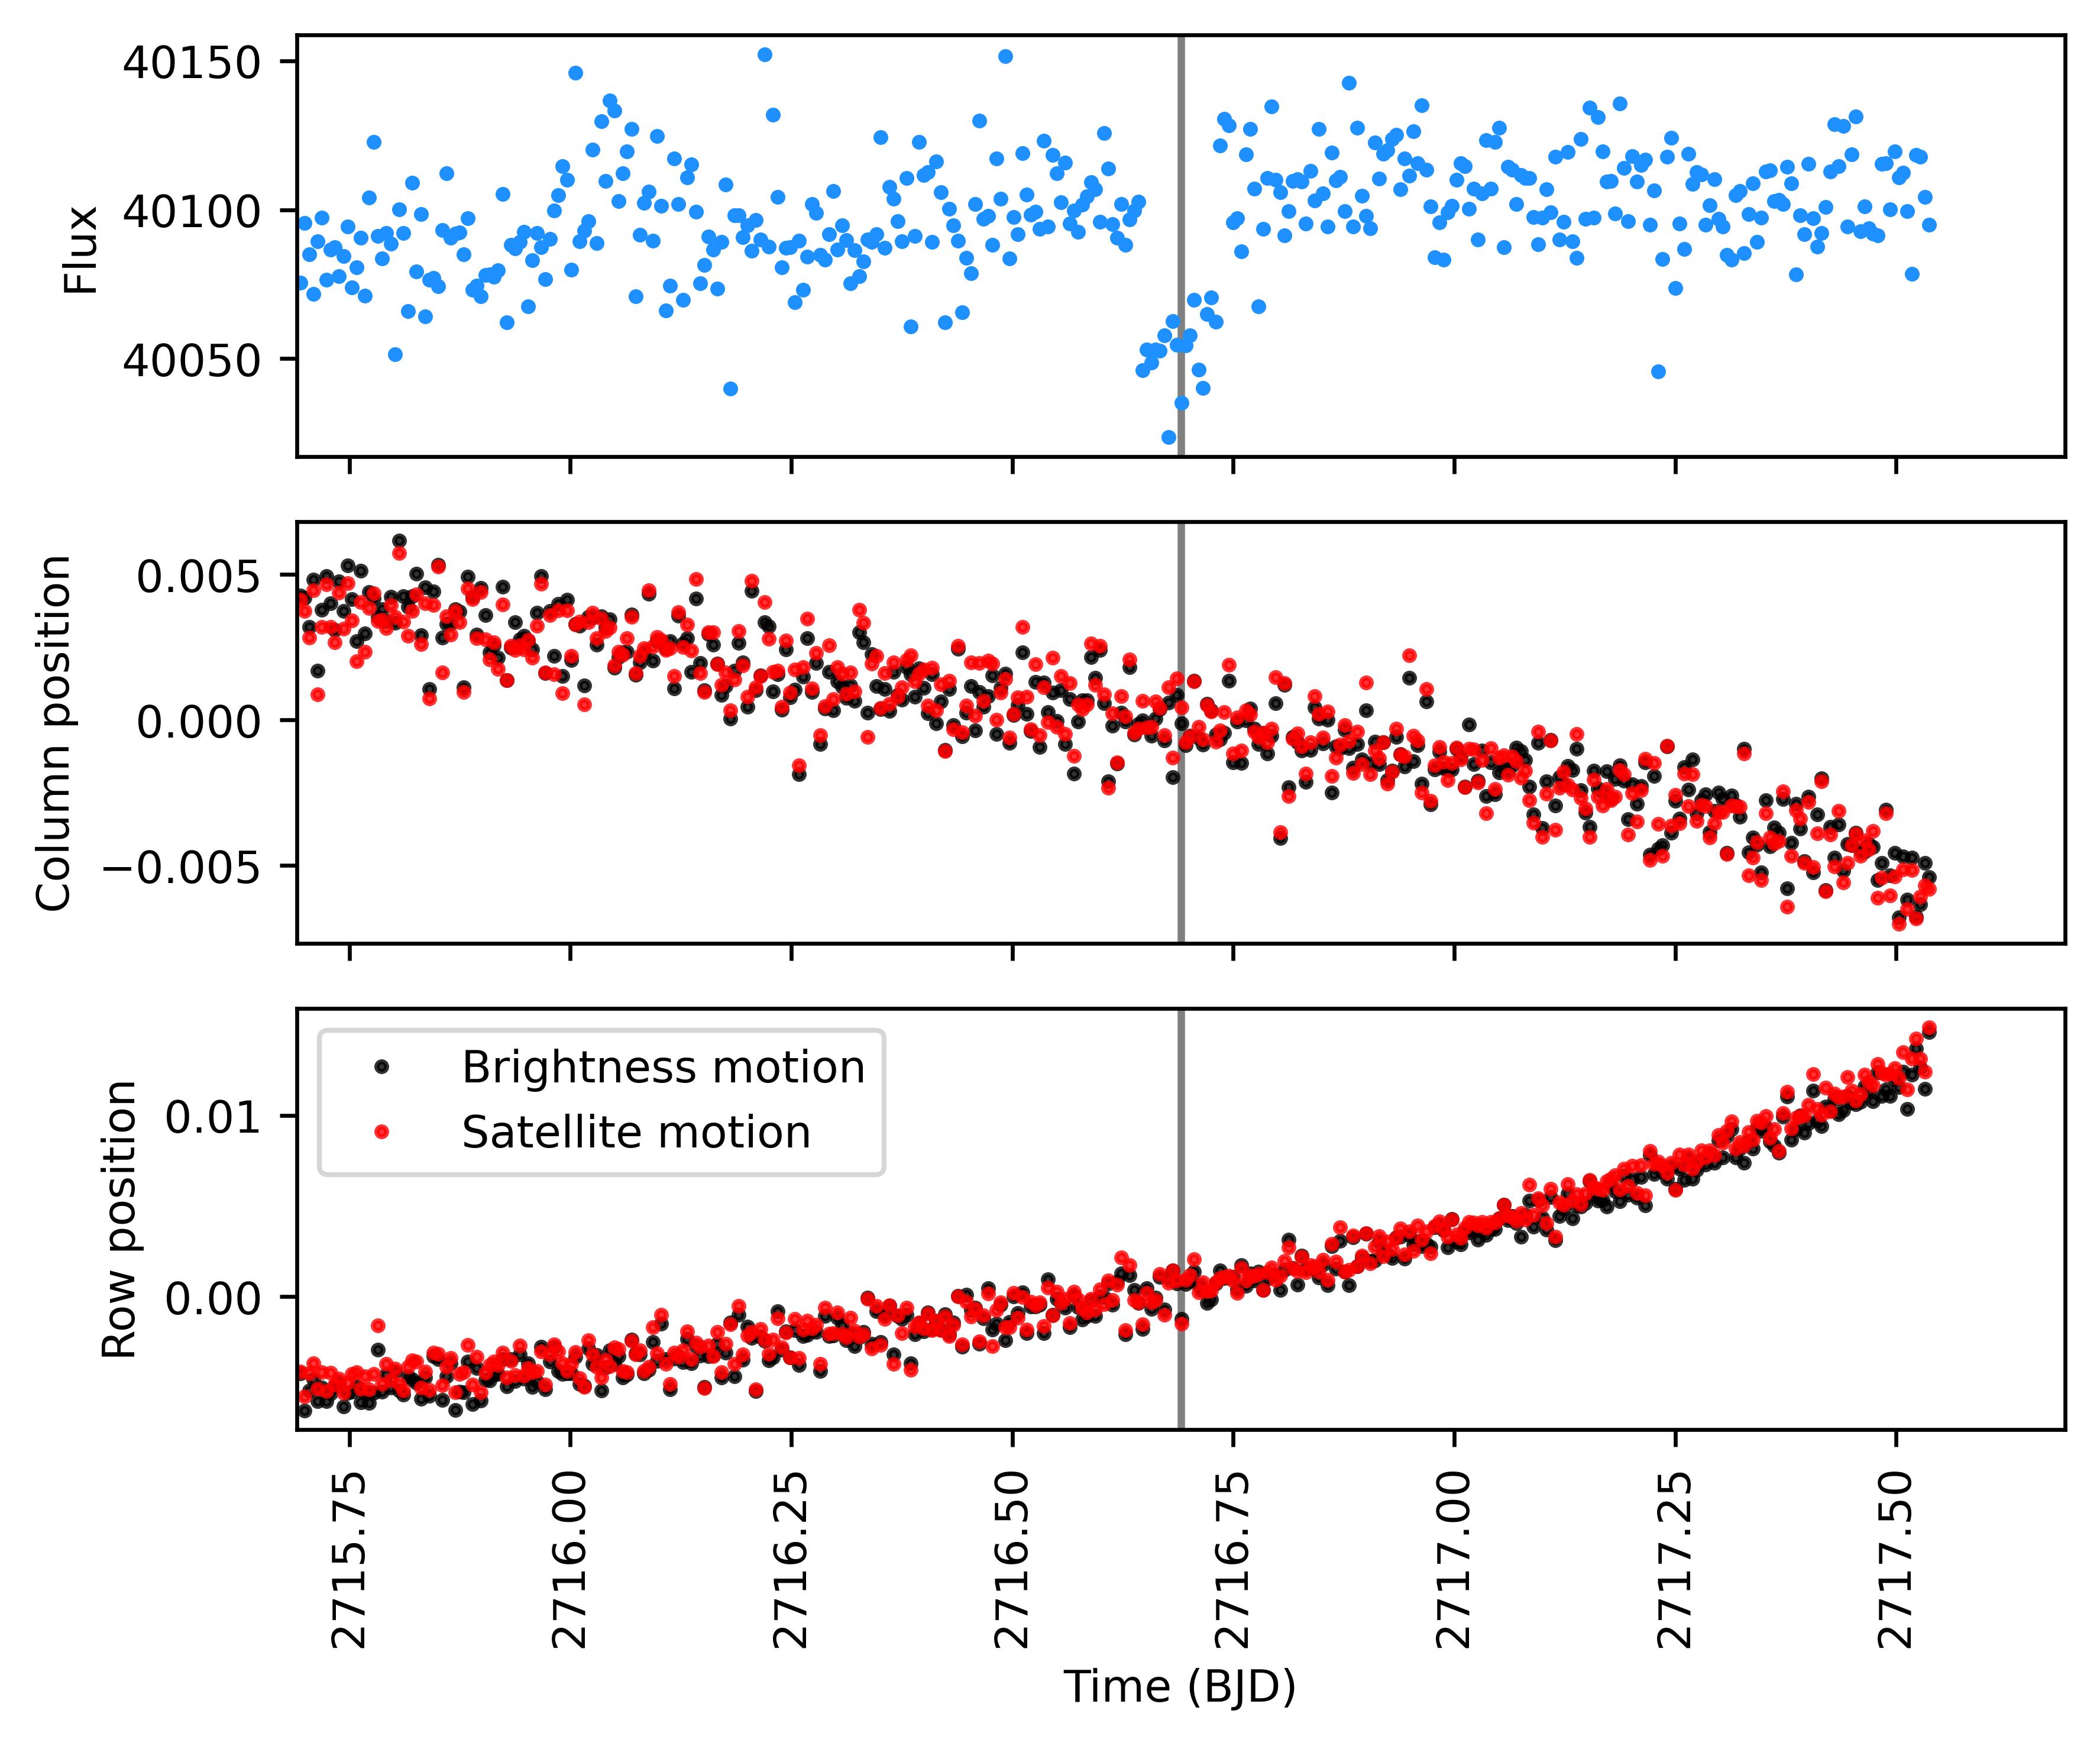 40150
40100
40050
Flux
0.005
0.000
−0.005
Column position
Brightness motion
Satellite motion
0.01
0.00
Row position
2715.75
2716.00
2716.25
2716.50
2716.75
2717.00
2717.25
2717.50
Time (BJD)